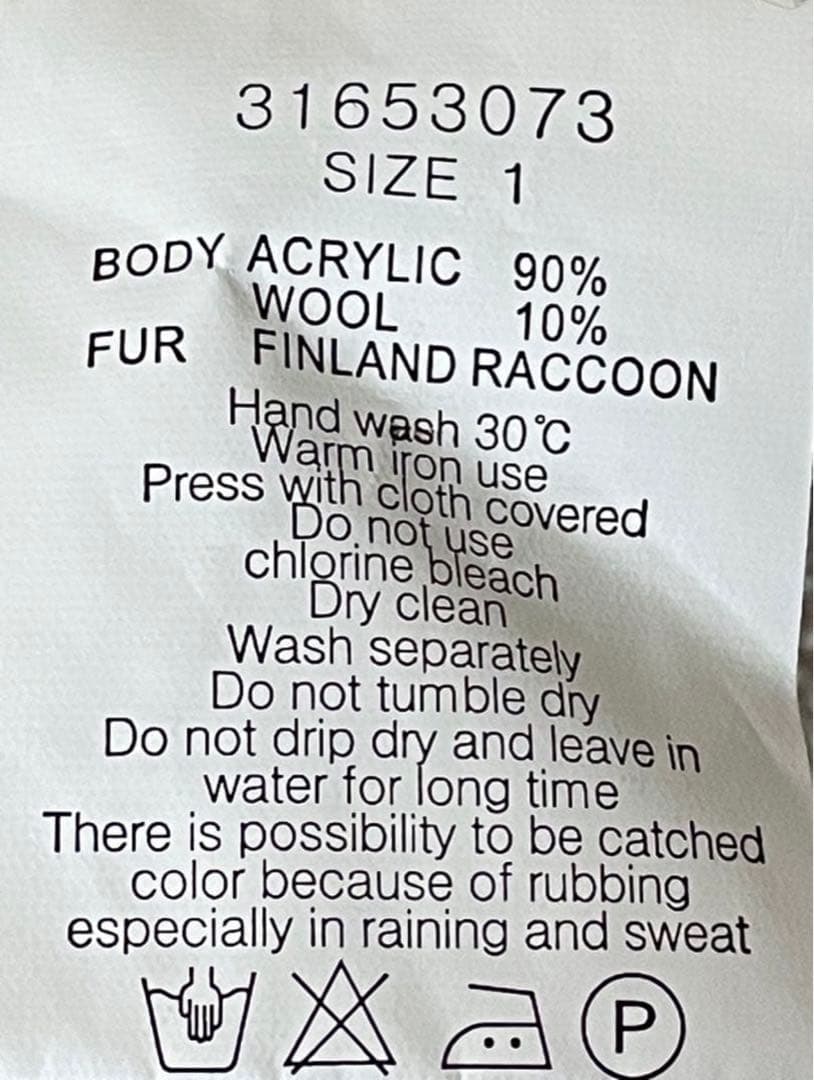 31653073
SIZE 1
BODY ACRYLIC 90%
WOOL 10%
FUR FINLAND RACCOON
Hand wash 30℃
Warm iron use
Press with cloth covered
Do not use
chlorine bleach
Dry clean
Wash separately
Do not tumble dry
Do not drip dry and leave in
water for long time
There is possibility to be catched
color because of rubbing
especially in raining and sweat
P